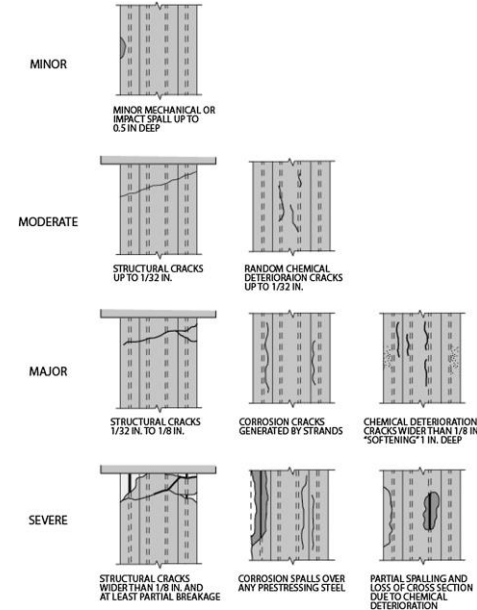 MINOR
MINOR MECHANICAL OR
IMPACT SPALL UP TO
0.5 IN DEEP
MODERATE
STRUCTURAL CRACKS
UP TO 1/32 IN.
RANDOM CHEMICAL
DETERIORAION CRACKS
UP TO 1/32 IN.
MAJOR
STRUCTURAL CRACKS
1/32 IN. TO 1/8 IN.
CORROSION CRACKS
GENERATED BY STRANDS
CHEMICAL DETERIORATION
CRACKS WIDER THAN 1/8 IN
"SOFTENING" 1 IN. DEEP
SEVERE
STRUCTURAL CRACKS
WIDER THAN 1/8 IN. AND
AT LEAST PARTIAL BREAKAGE
CORROSION SPALLS OVER
ANY PRESTRESSING STEEL
PARTIAL SPALLING AND
LOSS OF CROSS SECTION
DUE TO CHEMICAL
DETERIORATION